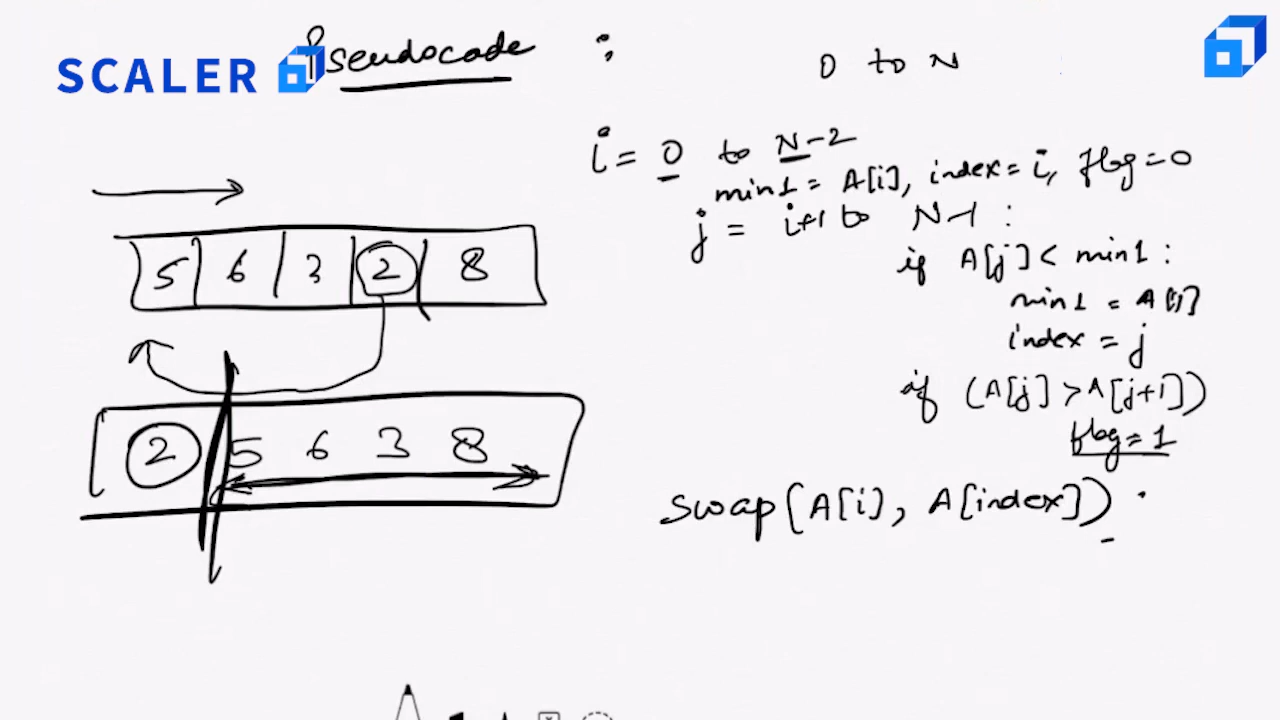 SCALER
Pseudocode :
0 to N
i = 0 to N-2
min1 = A[i], index = i, flag = 0
j = i+1 to N-1 :
if A[j] < min1 :
min1 = A[j]
index = j
if (A[j] > A[j+1])
flag = 1
swap(A[i], A[index])
5 6 3 2 8
2 5 6 3 8